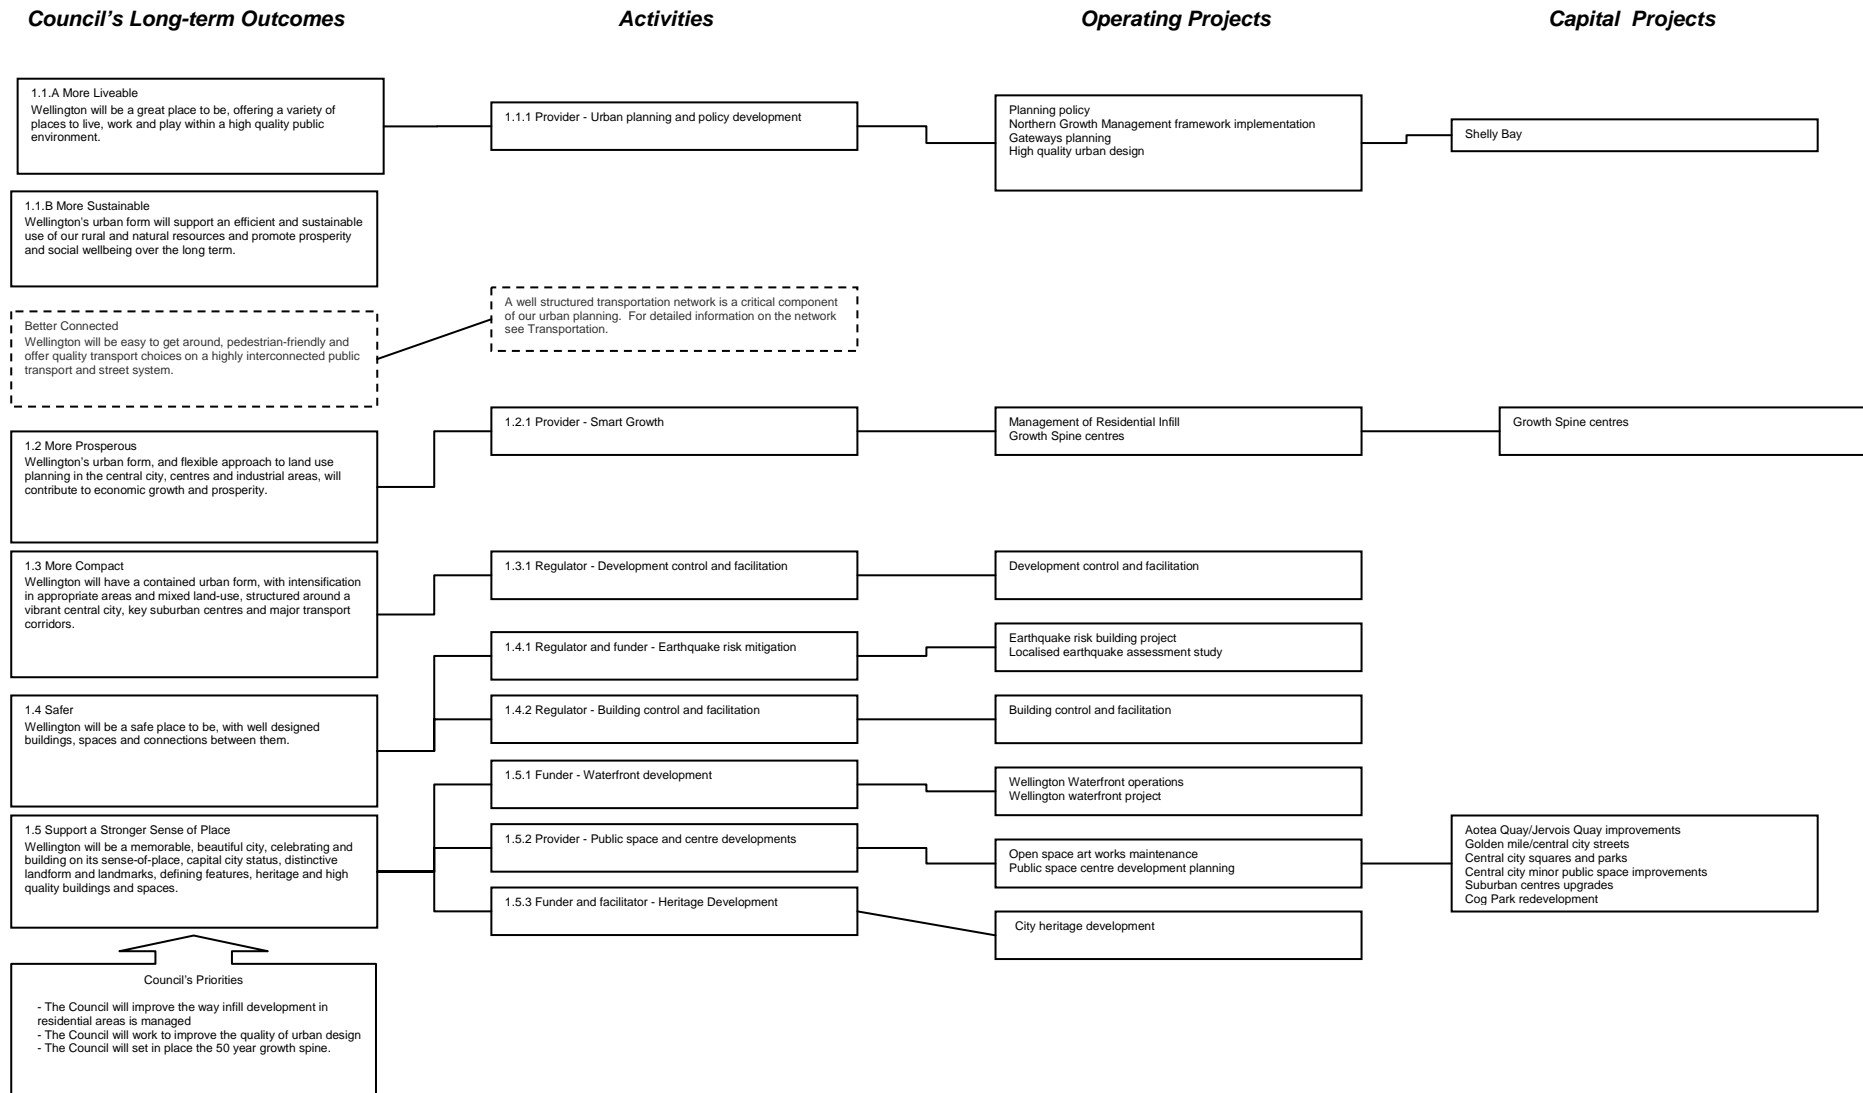 Council's Long-term Outcomes
Activities
Operating Projects
Capital Projects
1.1.A More Liveable
Wellington will be a great place to be, offering a variety of
places to live, work and play within a high quality public
environment.
1.1.1 Provider - Urban planning and policy development
Planning policy
Northern Growth Management framework implementation
Gateways planning
High quality urban design
Shelly Bay
1.1.B More Sustainable
Wellington's urban form will support an efficient and sustainable
use of our rural and natural resources and promote prosperity
and social wellbeing over the long term.
Better Connected
Wellington will be easy to get around, pedestrian-friendly and
offer quality transport choices on a highly interconnected public
transport and street system.
A well structured transportation network is a critical component
of our urban planning. For detailed information on the network
see Transportation.
1.2 More Prosperous
Wellington's urban form, and flexible approach to land use
planning in the central city, centres and industrial areas, will
contribute to economic growth and prosperity.
1.2.1 Provider - Smart Growth
Management of Residential Infill
Growth Spine centres
Growth Spine centres
1.3 More Compact
Wellington will have a contained urban form, with intensification
in appropriate areas and mixed land-use, structured around a
vibrant central city, key suburban centres and major transport
corridors.
1.3.1 Regulator - Development control and facilitation
Development control and facilitation
1.4 Safer
Wellington will be a safe place to be, with well designed
buildings, spaces and connections between them.
1.4.1 Regulator and funder - Earthquake risk mitigation
Earthquake risk building project
Localised earthquake assessment study
1.4.2 Regulator - Building control and facilitation
Building control and facilitation
1.5 Support a Stronger Sense of Place
Wellington will be a memorable, beautiful city, celebrating and
building on its sense-of-place, capital city status, distinctive
landform and landmarks, defining features, heritage and high
quality buildings and spaces.
1.5.1 Funder - Waterfront development
Wellington Waterfront operations
Wellington waterfront project
1.5.2 Provider - Public space and centre developments
Open space art works maintenance
Public space centre development planning
Aotea Quay/Jervois Quay improvements
Golden mile/central city streets
Central city squares and parks
Central city minor public space improvements
Suburban centres upgrades
Cog Park redevelopment
1.5.3 Funder and facilitator - Heritage Development
City heritage development
Council's Priorities
- The Council will improve the way infill development in
residential areas is managed
- The Council will work to improve the quality of urban design
- The Council will set in place the 50 year growth spine.